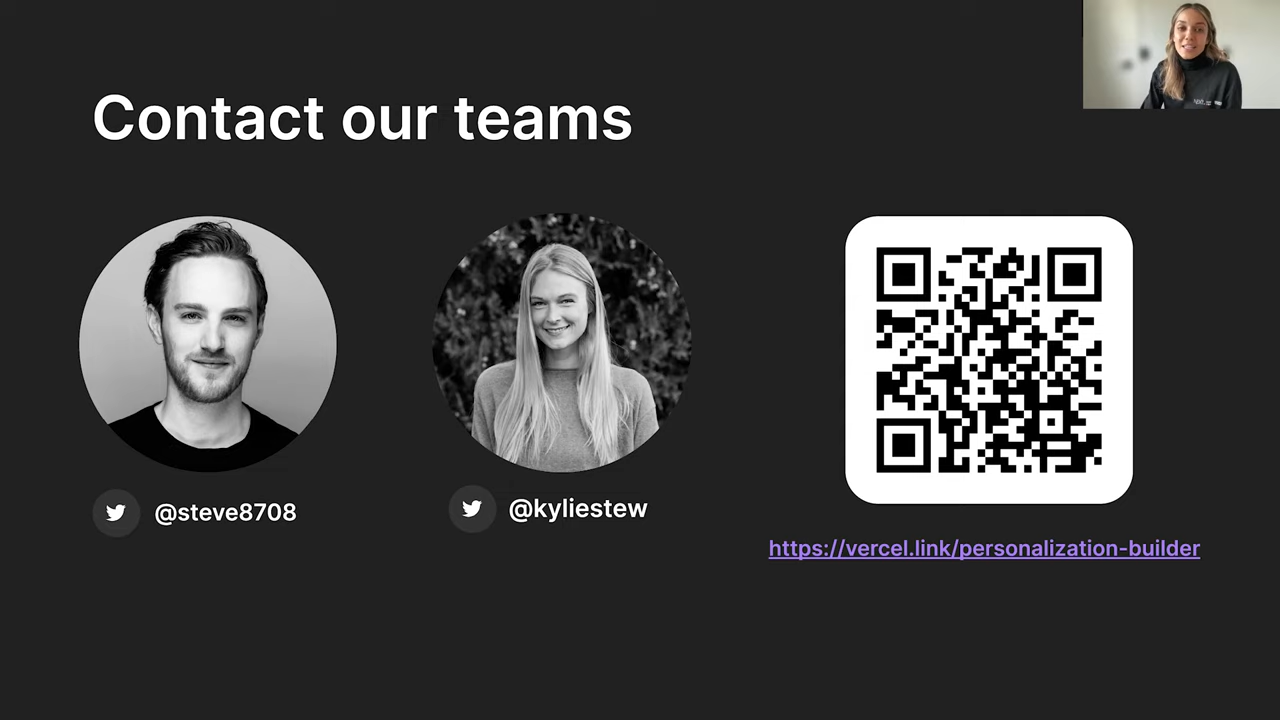 Contact our teams
@steve8708
@kyliestew
https://vercel.link/personalization-builder